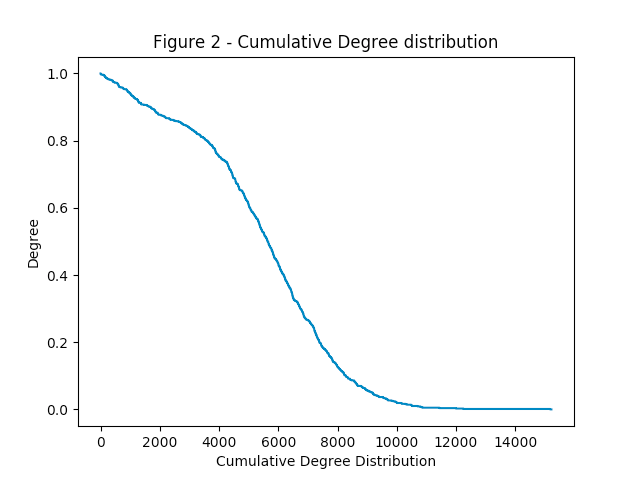 Figure 2 - Cumulative Degree distribution
1.0
0.8
0.6
0.4
0.2
0.0
Degree
0 2000 4000 6000 8000 10000 12000 14000
Cumulative Degree Distribution